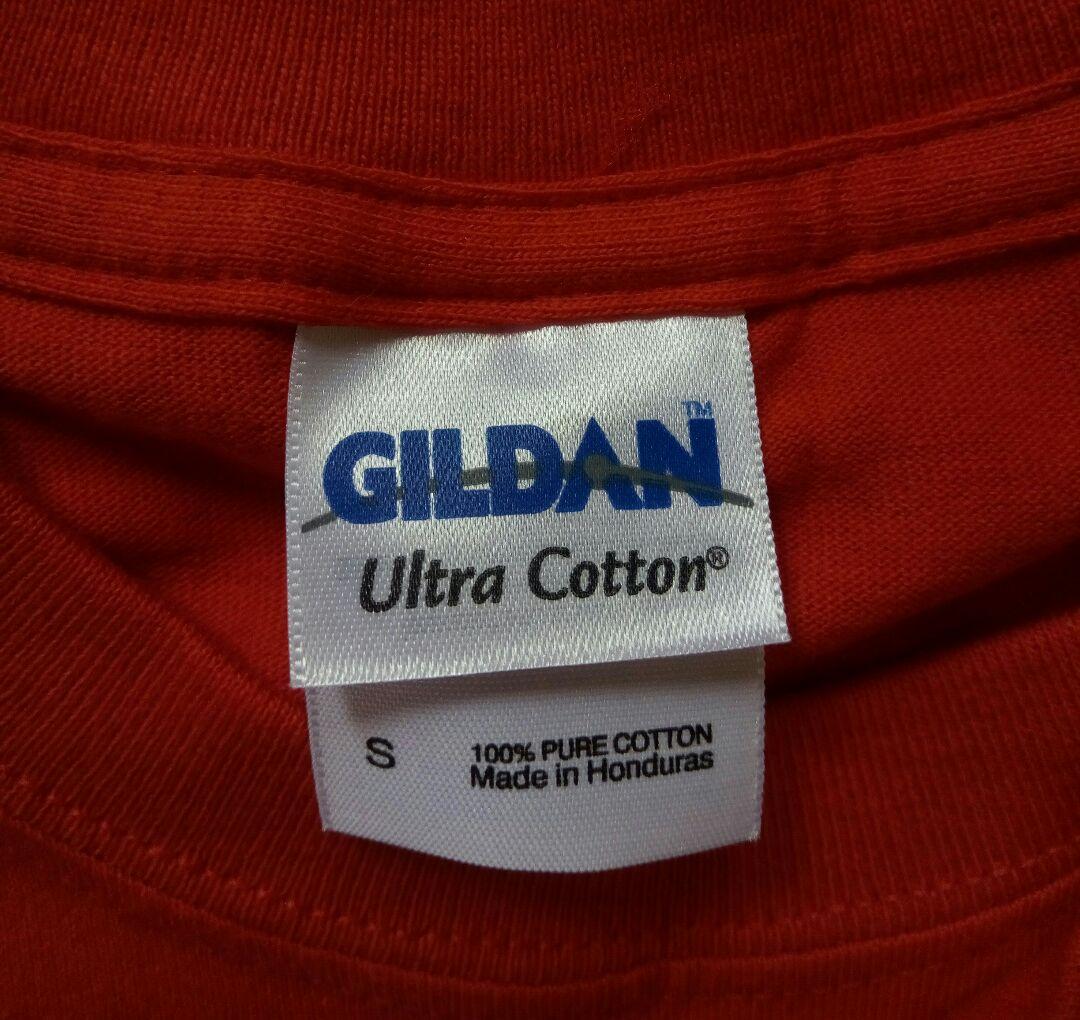 GILDAN™
Ultra Cotton®
S
100% PURE COTTON
Made in Honduras